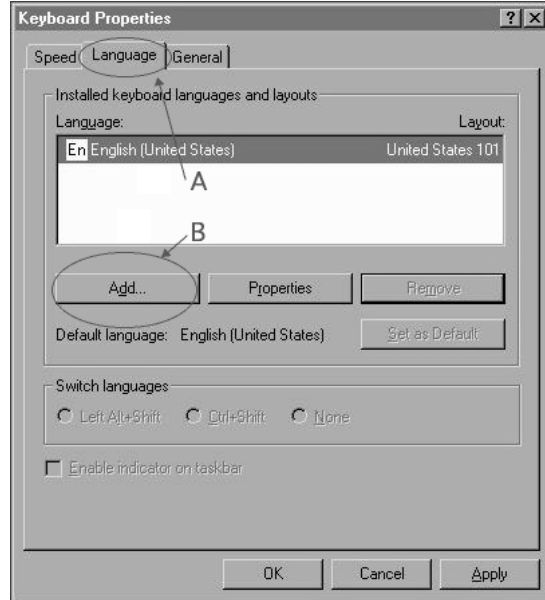 Keyboard Properties ? ×
Speed Language General
Installed keyboard languages and layouts
Language: Layout:
En English (United States) United States 101
A
B
Add... Properties Remove
Default language: English (United States) Set as Default
Switch languages
Left Alt+Shift Ctrl+Shift None
Enable indicator on taskbar
OK Cancel Apply